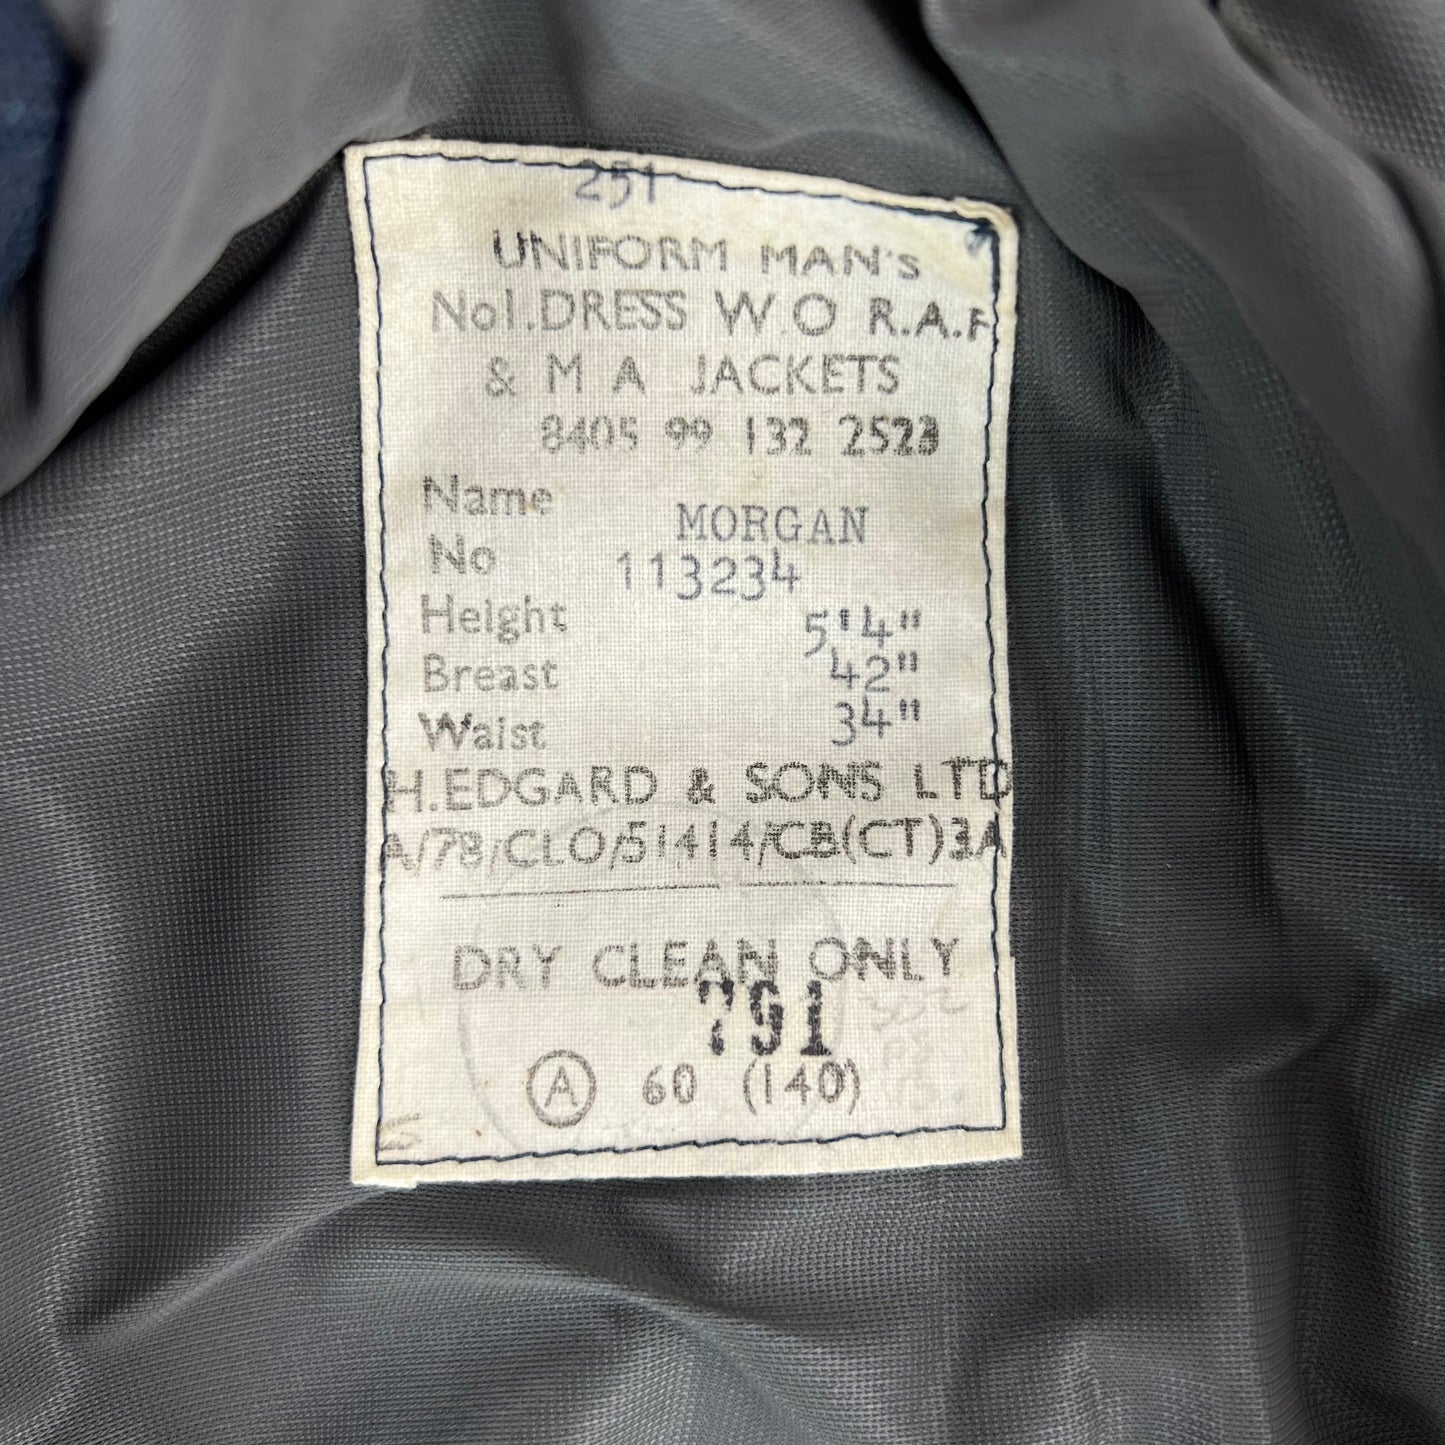 251
UNIFORM MAN'S
No1.DRESS W.O R.A.F
& M A JACKETS
8405 99 132 2523
Name MORGAN
No 113234
Height 5'4"
Breast 42"
Waist 34"
H.EDGARD & SONS LTD
A/78/CLO/51414/CB(CT)3A
DRY CLEAN ONLY
791
A 60 (140)